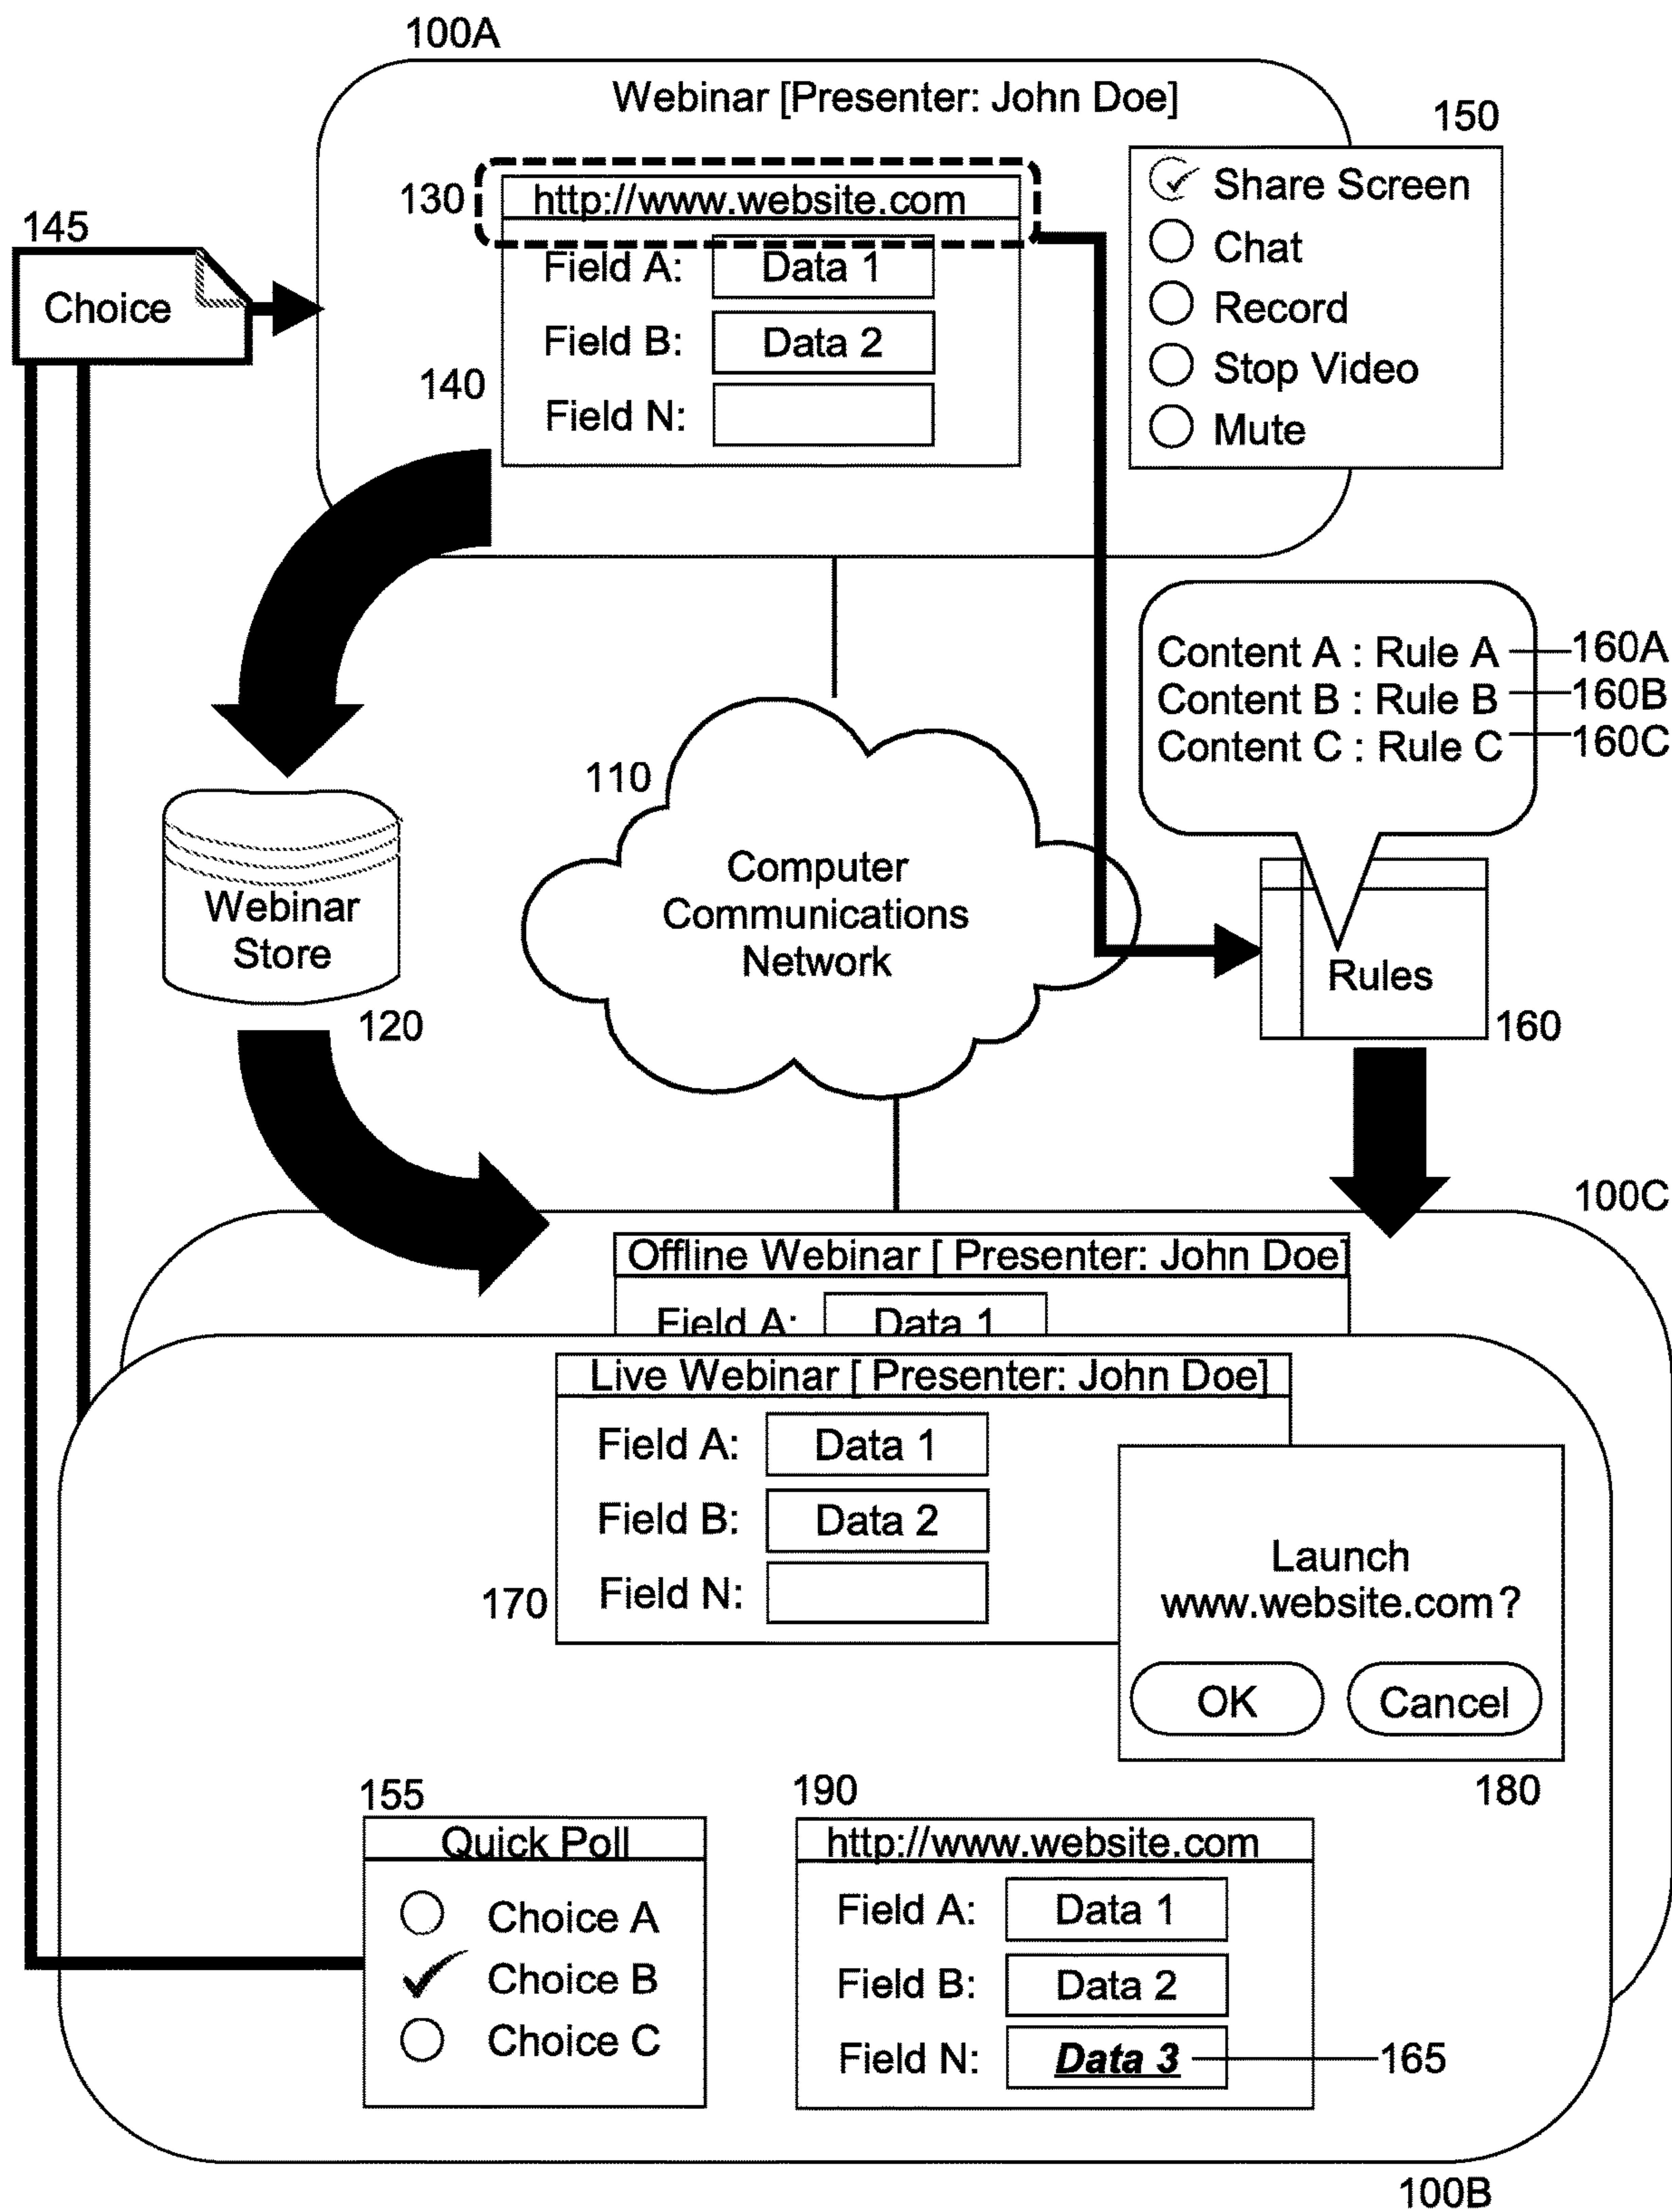 100A
Webinar [Presenter: John Doe]
150
130
http://www.website.com
Share Screen
145
Chat
Field A: Data 1
Choice
Record
Field B: Data 2
Stop Video
140
Field N:
Mute
Content A : Rule A 160A
Content B : Rule B 160B
Content C : Rule C 160C
110
Computer
Communications
Network
Webinar
Store
Rules
120
160
100C
Offline Webinar [ Presenter: John Doe]
Field A: Data 1
Live Webinar [ Presenter: John Doe]
Field A: Data 1
Field B: Data 2
Field N:
170
Launch
www.website.com?
OK Cancel
180
155
Quick Poll
Choice A
Choice B
Choice C
190
http://www.website.com
Field A: Data 1
Field B: Data 2
Field N: Data 3 165
100B